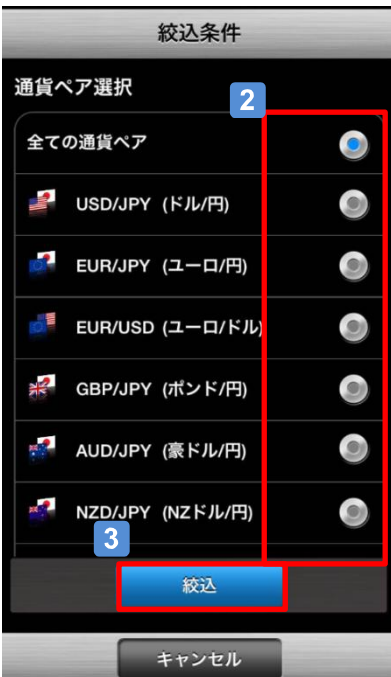 絞込条件
通貨ペア選択
2
全ての通貨ペア
USD/JPY (ドル/円)
EUR/JPY (ユーロ/円)
EUR/USD (ユーロ/ドル)
GBP/JPY (ポンド/円)
AUD/JPY (豪ドル/円)
NZD/JPY (NZドル/円)
3
絞込
キャンセル